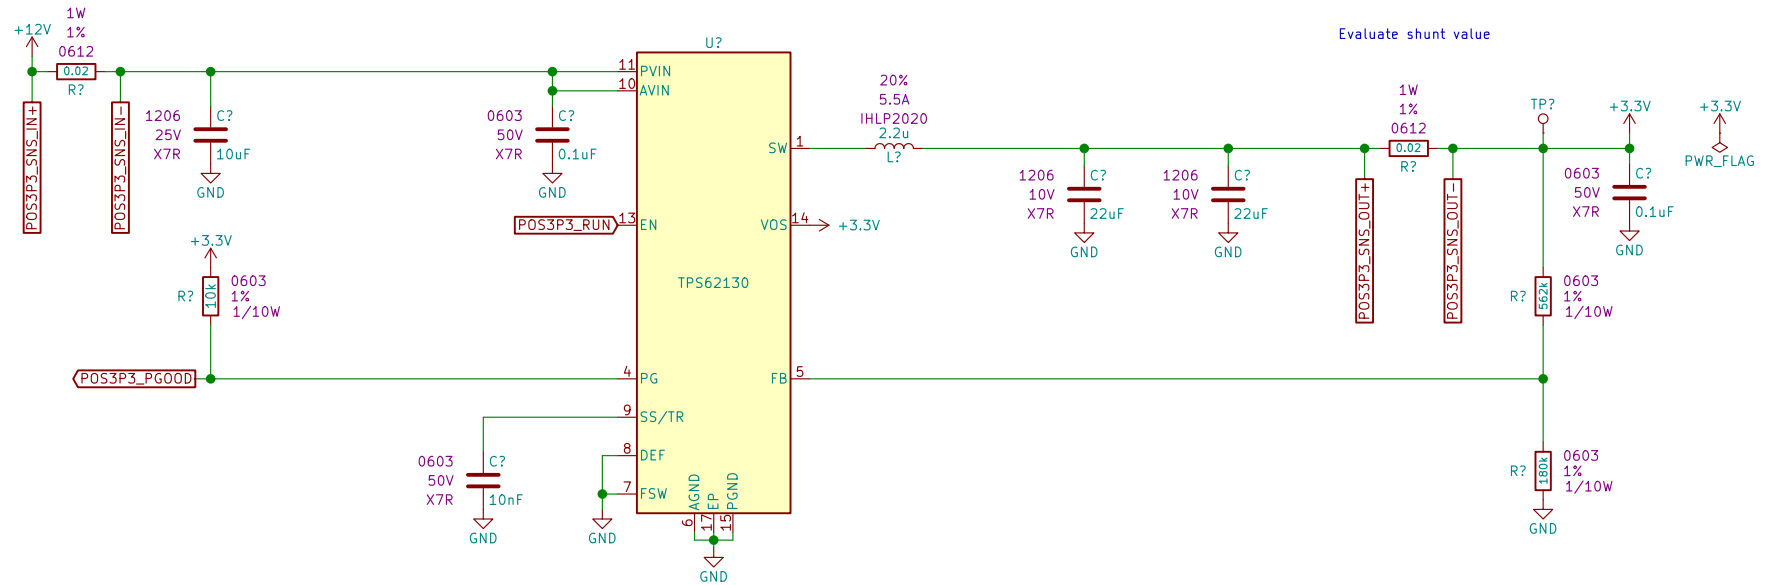 Evaluate shunt value
+12V
1W
1%
0612
0.02
R?
POS3P3_SNS_IN+
POS3P3_SNS_IN-
1206
25V
X7R
C?
10uF
GND
0603
50V
X7R
C?
0.1uF
GND
U?
11
PVIN
10
AVIN
SW
1
POS3P3_RUN
13
EN
VOS
14
+3.3V
TPS62130
+3.3V
R?
10k
0603
1%
1/10W
POS3P3_PGOOD
4
PG
FB
5
9
SS/TR
8
DEF
7
FSW
0603
50V
X7R
C?
10nF
GND
GND
AGND
EP
PGND
6
17
15
GND
20%
5.5A
IHLP2020
2.2u
L?
1206
10V
X7R
C?
22uF
GND
1206
10V
X7R
C?
22uF
GND
1W
1%
0612
0.02
R?
POS3P3_SNS_OUT+
POS3P3_SNS_OUT-
TP?
+3.3V
+3.3V
PWR_FLAG
0603
50V
X7R
C?
0.1uF
GND
R?
562k
0603
1%
1/10W
R?
180k
0603
1%
1/10W
GND